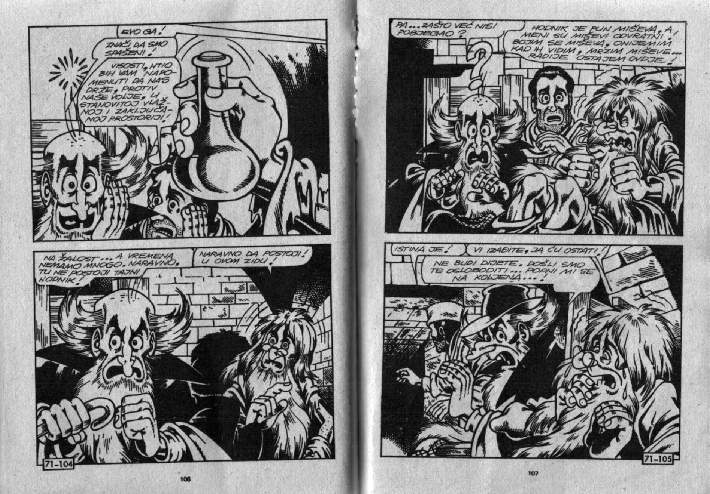 EVO GA!
ZNAČI DA SMO
SPAŠENI!
VISOSTI, HTIO
BIH VAM NAPO-
MENUTI DA NAS
DRŽE, PROTIV
NAŠE VOLJE, U
STANOVITOJ VLAŽ-
NOJ I ZAKLJUČA-
NOJ PROSTORIJI!
NA ŽALOST... A VREMENA
NEMAMO MNOGO. NARAVNO,
TU NE POSTOJI TAJNI
HODNIK!
NARAVNO DA POSTOJI!
U OVOM ZIDU!
71-104
106
PA... ZAŠTO VEĆ NISI
POBJEGAO?
HODNIK JE PUN MIŠEVA, A
MENI SU MIŠEVI ODVRATNI!
BOJIM SE MIŠEVA, ONIJEMIM
KAD IH VIDIM, MRZIM MIŠEVE...
RADIJE OSTAJEM OVDJE!
?
ISTINA JE!
VI IZAĐITE, JA ĆU OSTATI!
NE BUDI DIJETE, DOŠLI SMO
TE OSLOBODITI... POPNI MI SE
NA KOLJENA...!
71-105
107